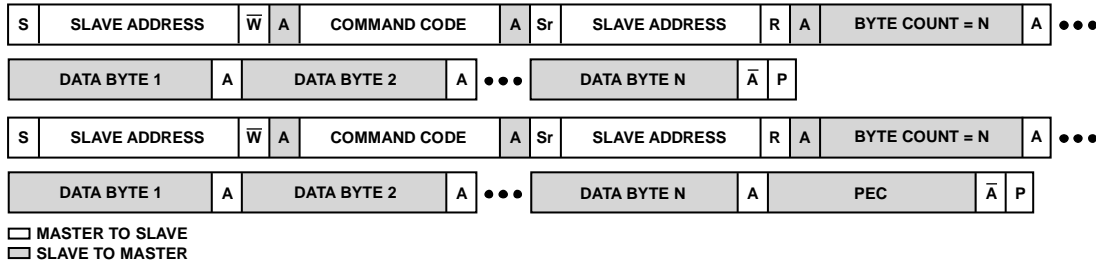 S SLAVE ADDRESS W̅ A COMMAND CODE A Sr SLAVE ADDRESS R A BYTE COUNT = N A •••
DATA BYTE 1 A DATA BYTE 2 A ••• DATA BYTE N A̅ P
S SLAVE ADDRESS W̅ A COMMAND CODE A Sr SLAVE ADDRESS R A BYTE COUNT = N A •••
DATA BYTE 1 A DATA BYTE 2 A ••• DATA BYTE N A PEC A̅ P
MASTER TO SLAVE
SLAVE TO MASTER